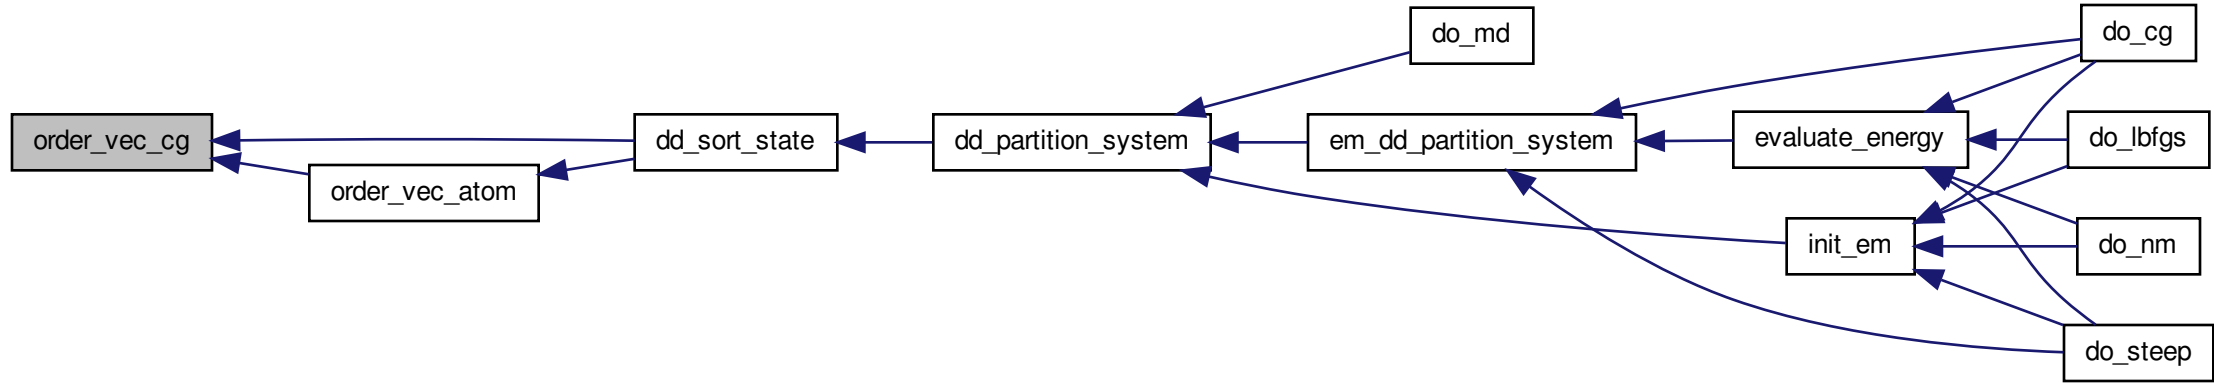 order_vec_cg
order_vec_atom
dd_sort_state
dd_partition_system
do_md
em_dd_partition_system
evaluate_energy
init_em
do_cg
do_lbfgs
do_nm
do_steep